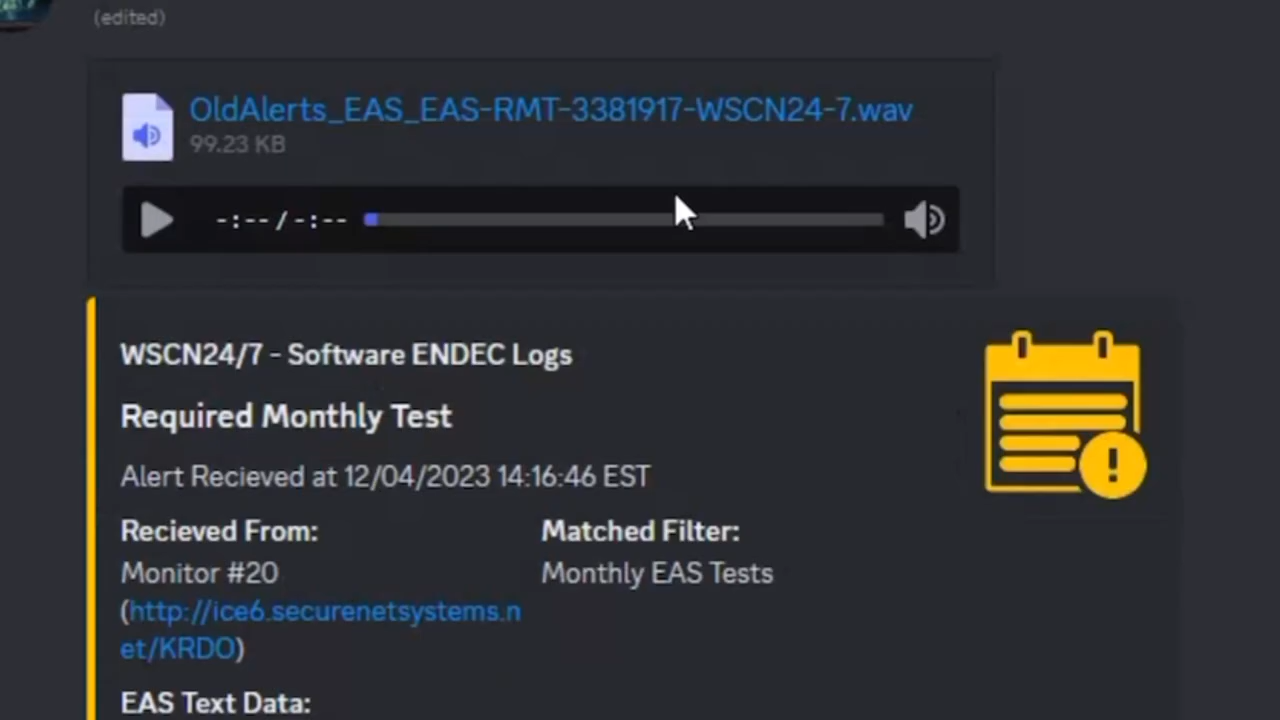 (edited)
OldAlerts_EAS_EAS-RMT-3381917-WSCN24-7.wav
99.23 KB
-:-- / -:--
WSCN24/7 - Software ENDEC Logs
Required Monthly Test
Alert Recieved at 12/04/2023 14:16:46 EST
Recieved From:
Matched Filter:
Monitor #20
Monthly EAS Tests
(http://ice6.securenetsystems.n
et/KRDO)
EAS Text Data: